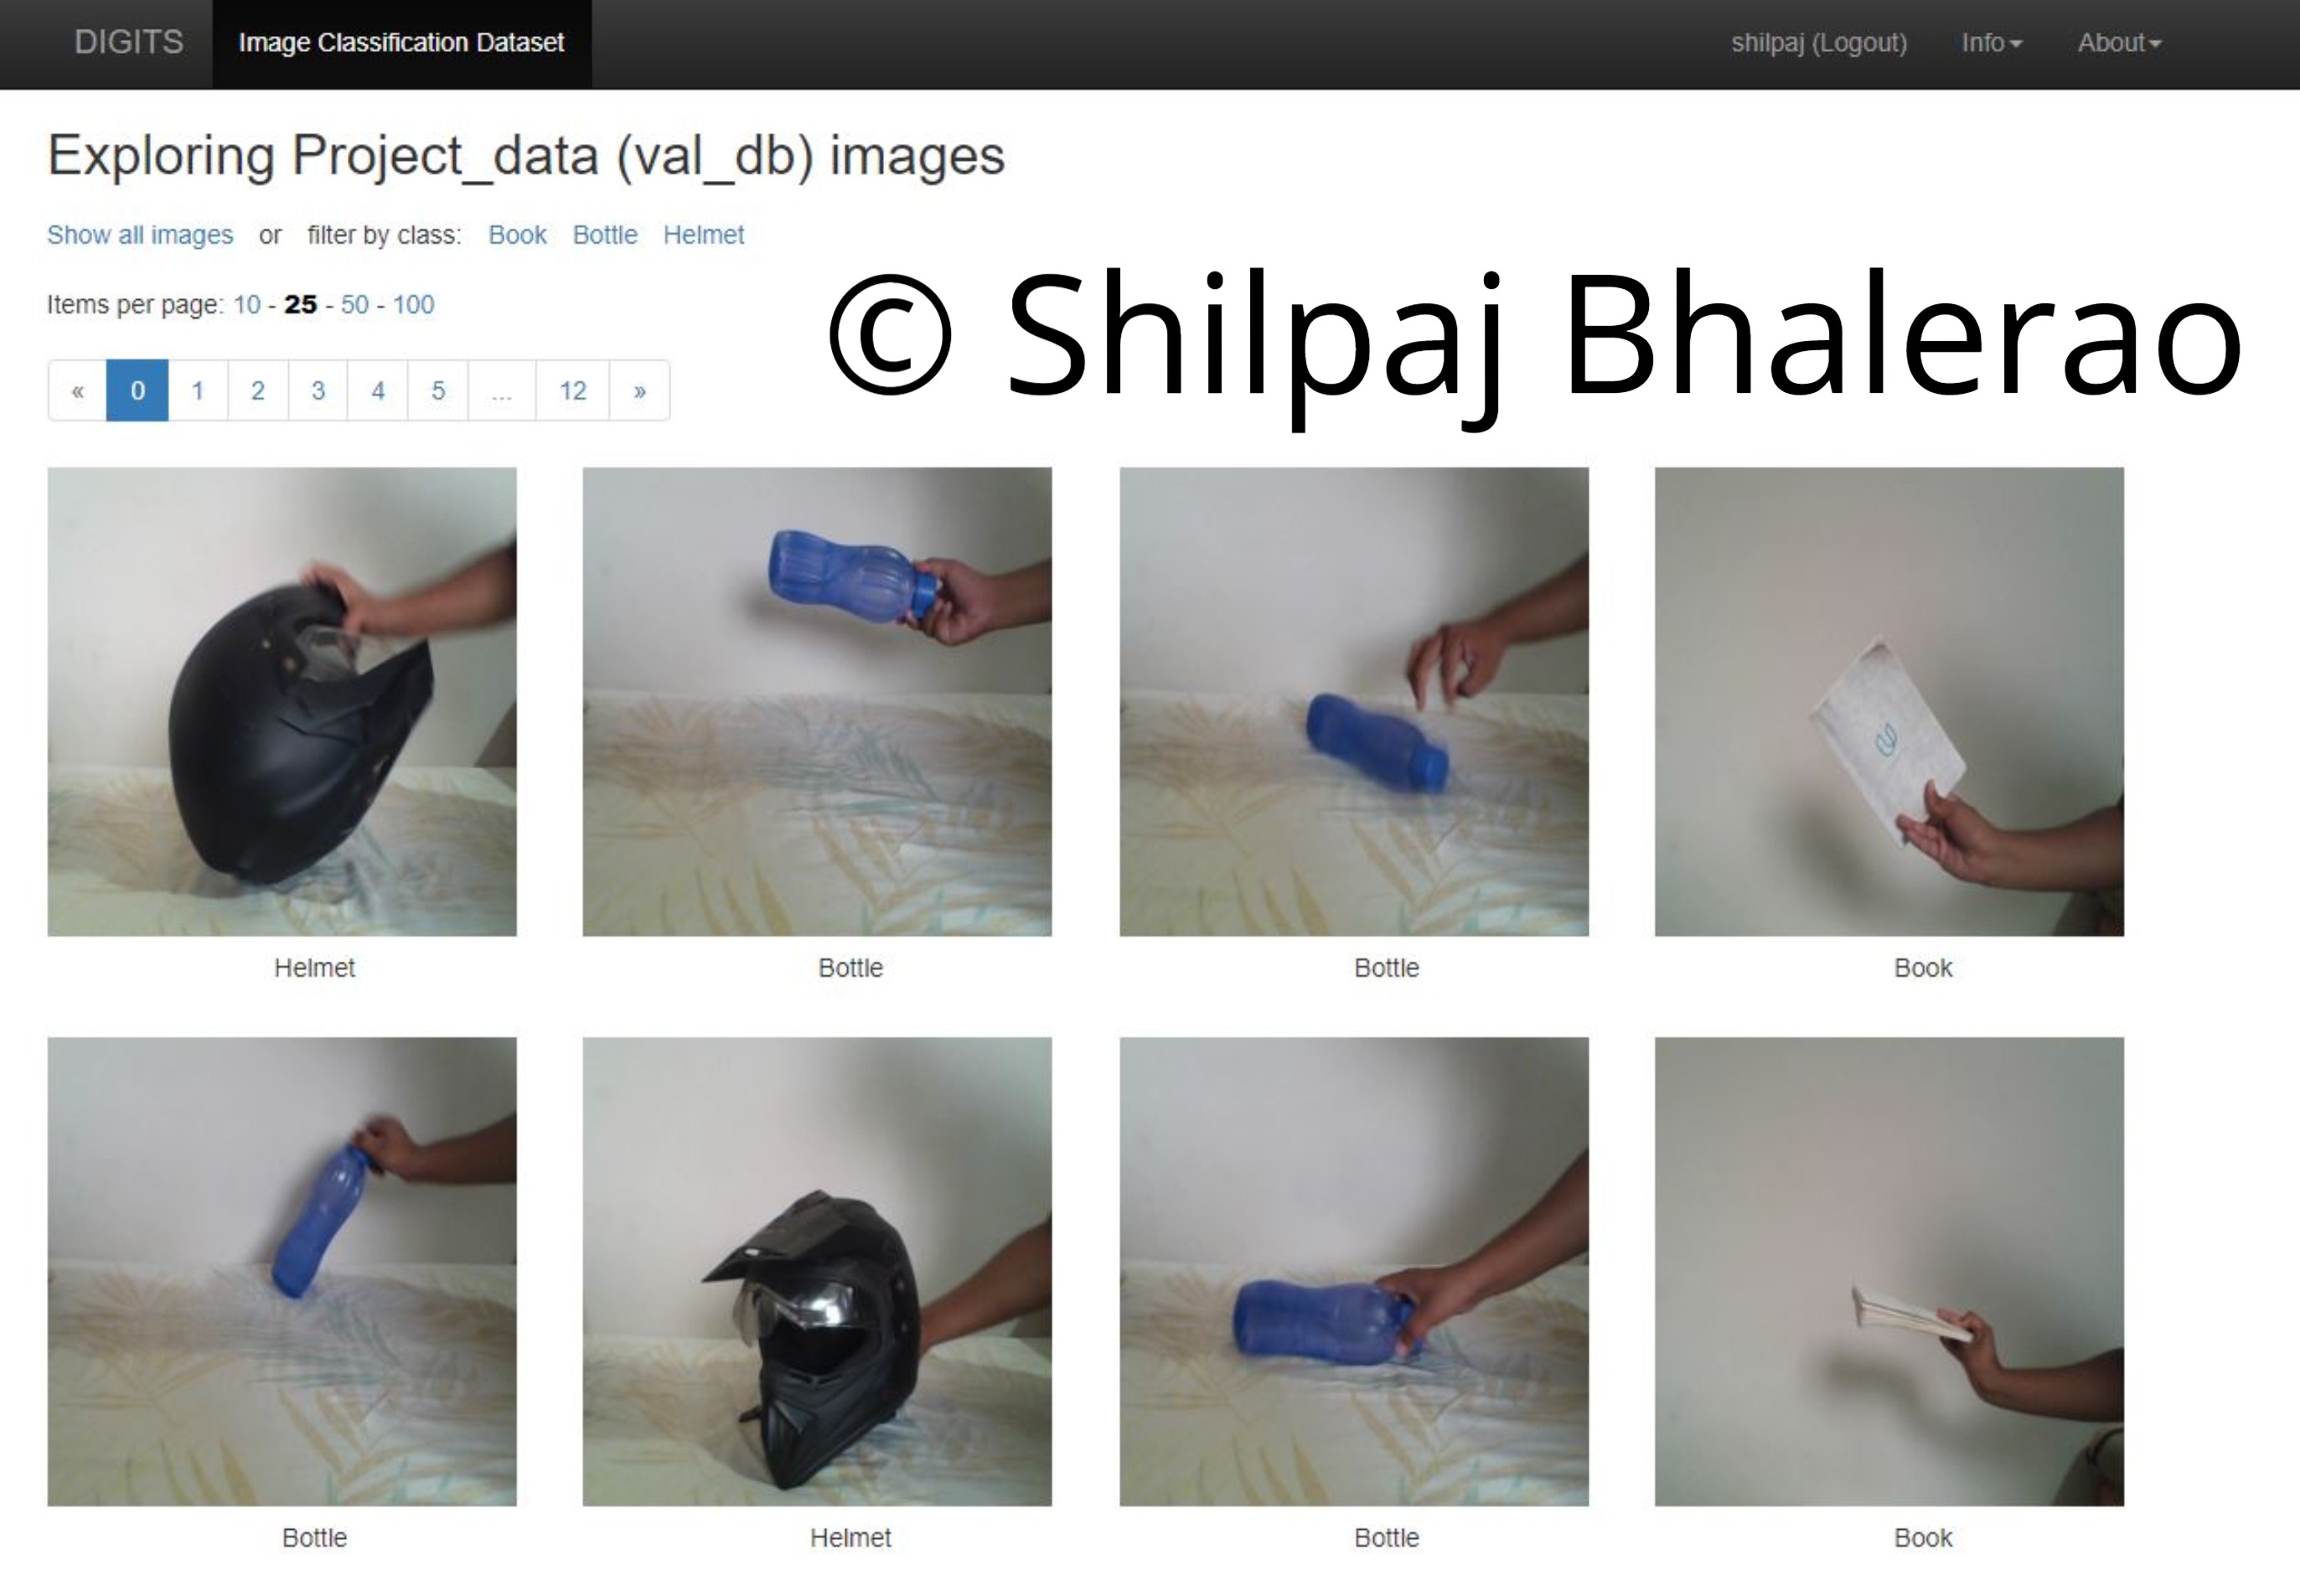 DIGITS Image Classification Dataset shilpaj (Logout) Info About
Exploring Project_data (val_db) images
Show all images or filter by class: Book Bottle Helmet
Items per page: 10 - 25 - 50 - 100
© Shilpaj Bhalerao
« 0 1 2 3 4 5 ... 12 »
Helmet Bottle Bottle Book
Bottle Helmet Bottle Book